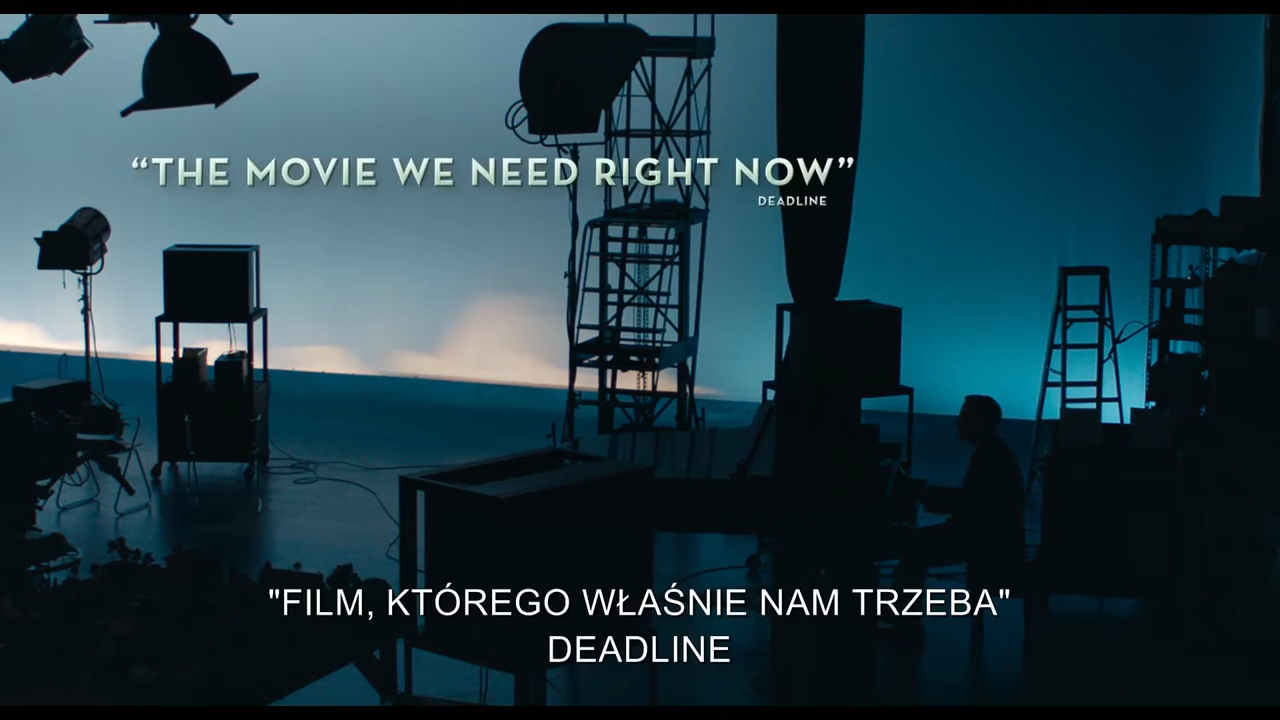 “THE MOVIE WE NEED RIGHT NOW”
DEADLINE
"FILM, KTÓREGO WŁAŚNIE NAM TRZEBA"
DEADLINE